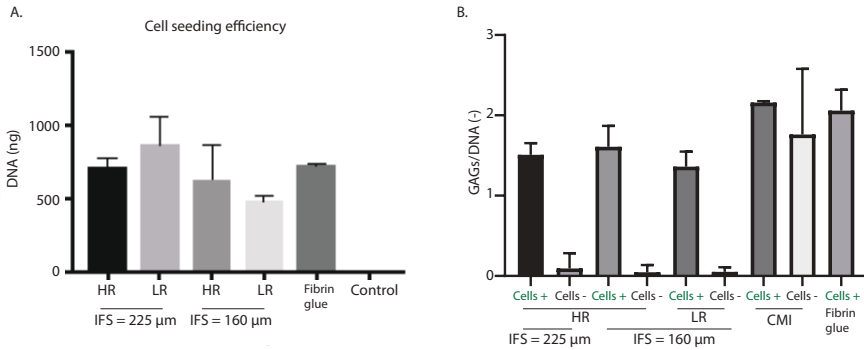 A.
Cell seeding efficiency
1500
1000
500
0
DNA (ng)
HR LR HR LR Fibrin glue Control
IFS = 225 μm IFS = 160 μm
B.
3
2
1
0
GAGs/DNA (-)
Cells + Cells - Cells + Cells - Cells + Cells - Cells + Cells - Cells +
HR LR CMI Fibrin glue
IFS = 225 μm IFS = 160 μm